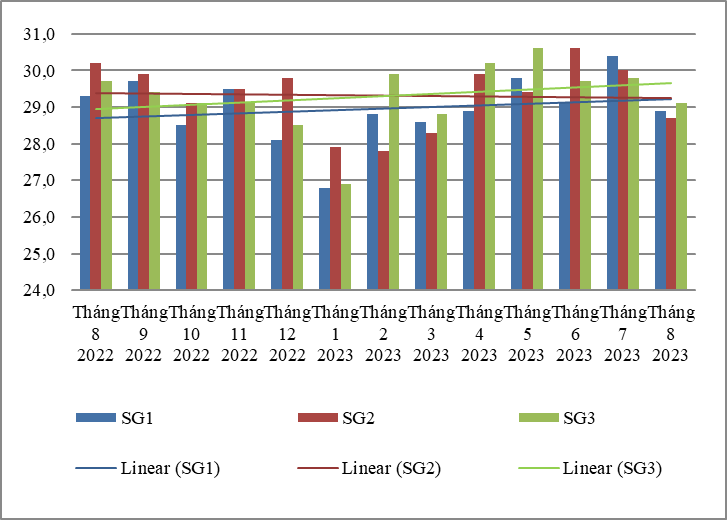 31,0
30,0
29,0
28,0
27,0
26,0
25,0
24,0
Tháng Tháng Tháng Tháng Tháng Tháng Tháng Tháng Tháng Tháng Tháng Tháng Tháng
8 9 10 11 12 1 2 3 4 5 6 7 8
2022 2022 2022 2022 2022 2023 2023 2023 2023 2023 2023 2023 2023
SG1 SG2 SG3
Linear (SG1) Linear (SG2) Linear (SG3)